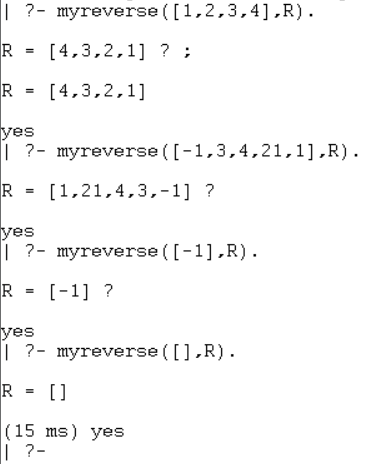 | ?- myreverse([1,2,3,4],R).
R = [4,3,2,1] ? ;
R = [4,3,2,1]
yes
| ?- myreverse([-1,3,4,21,1],R).
R = [1,21,4,3,-1] ?
yes
| ?- myreverse([-1],R).
R = [-1] ?
yes
| ?- myreverse([],R).
R = []
(15 ms) yes
| ?-